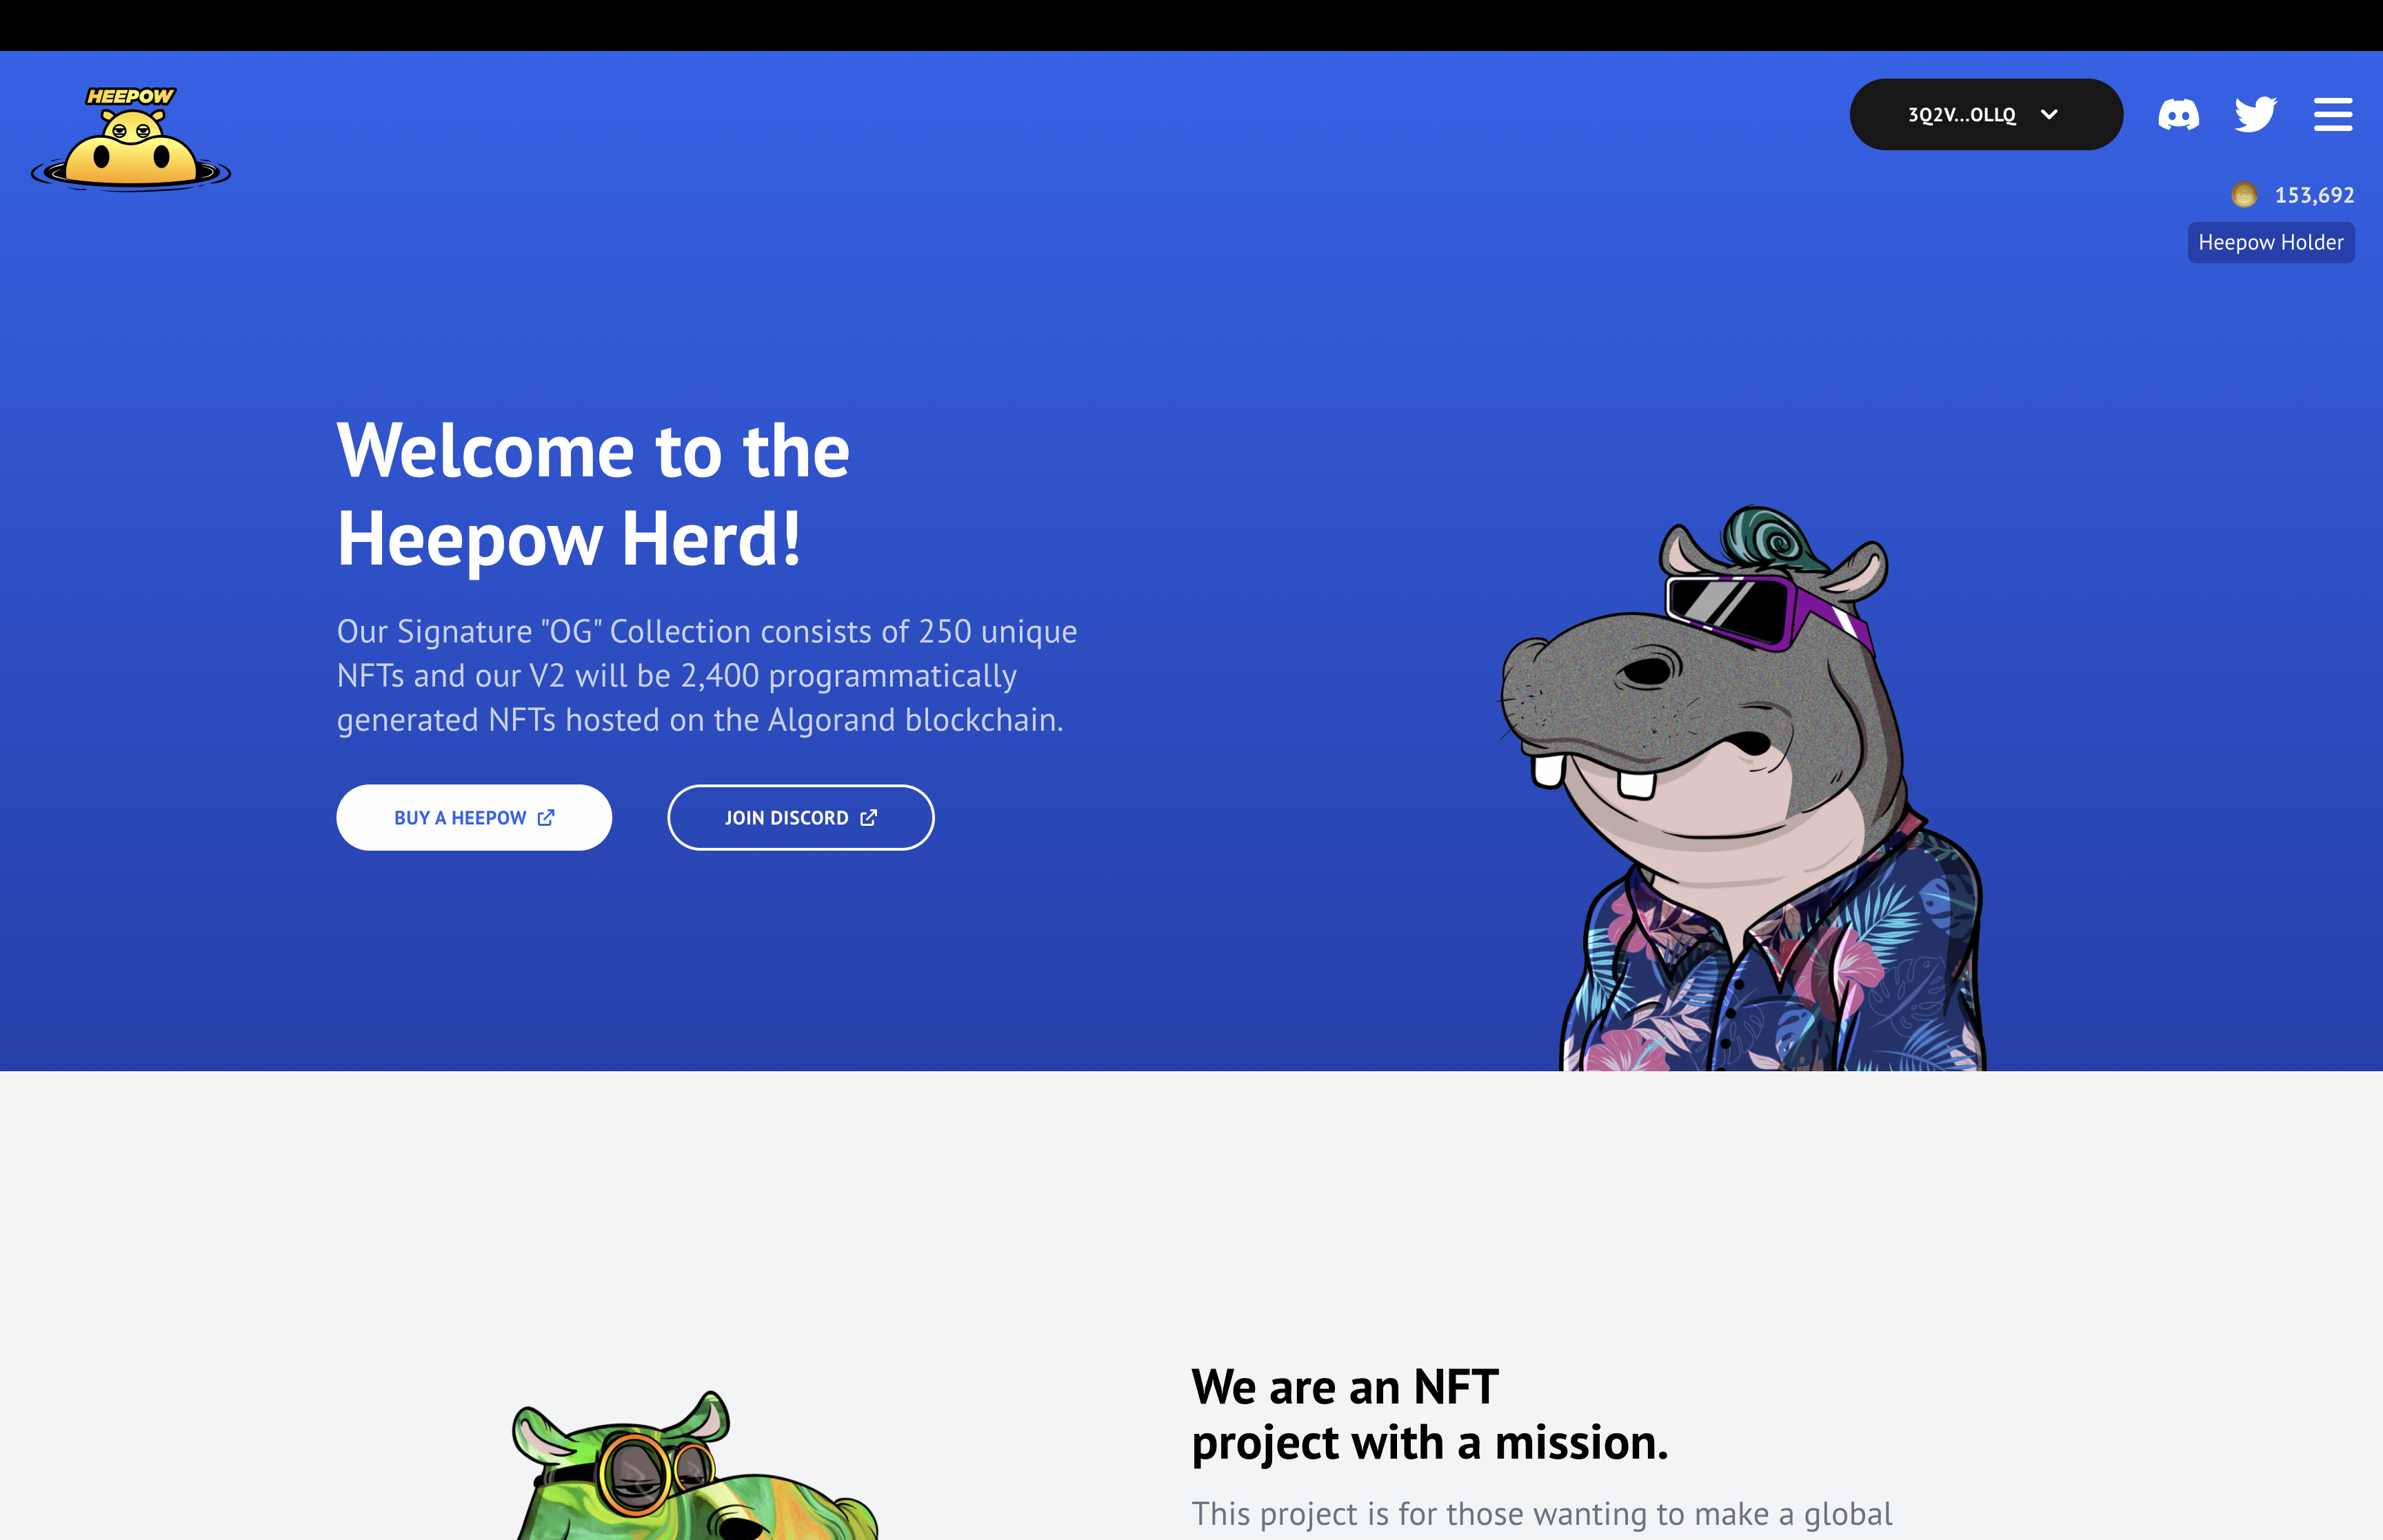 HEEPOW
3Q2V...OLLQ
153,692
Heepow Holder
Welcome to the
Heepow Herd!
Our Signature "OG" Collection consists of 250 unique
NFTs and our V2 will be 2,400 programmatically
generated NFTs hosted on the Algorand blockchain.
BUY A HEEPOW
JOIN DISCORD
We are an NFT
project with a mission.
This project is for those wanting to make a global